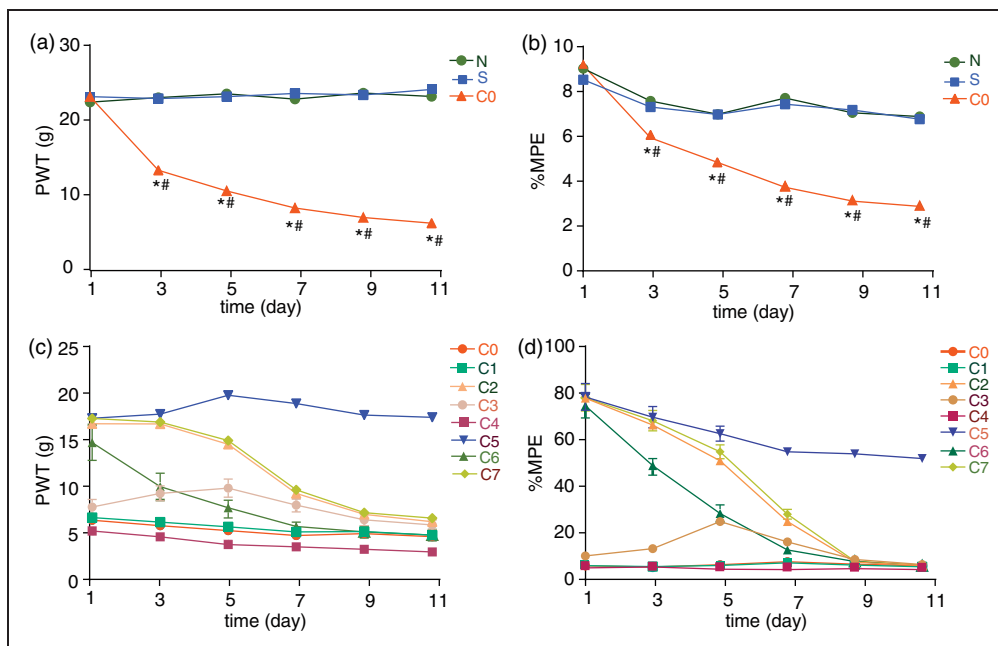 (a)
30
20
10
0
PWT (g)
1 3 5 7 9 11
time (day)
N
S
C0
*#
*#
*#
*#
*#
(b)
10
8
6
4
2
0
%MPE
1 3 5 7 9 11
time (day)
N
S
C0
*#
*#
*#
*#
*#
(c)
25
20
15
10
5
0
PWT (g)
1 3 5 7 9 11
time (day)
C0
C1
C2
C3
C4
C5
C6
C7
(d)
100
80
60
40
20
0
%MPE
1 3 5 7 9 11
time (day)
C0
C1
C2
C3
C4
C5
C6
C7